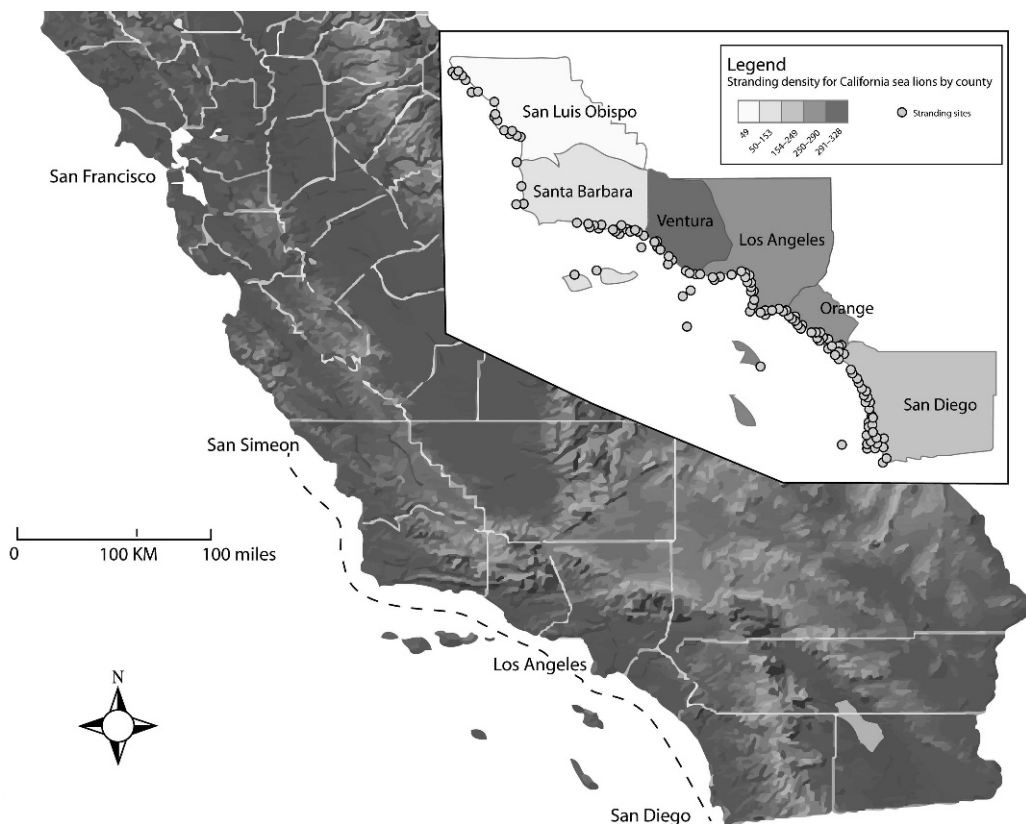 Legend
Stranding density for California sea lions by county
49
50–153
154–249
250–290
291–328
Stranding sites
San Luis Obispo
Santa Barbara
Ventura
Los Angeles
Orange
San Diego
San Francisco
San Simeon
0
100 KM
100 miles
Los Angeles
N
San Diego